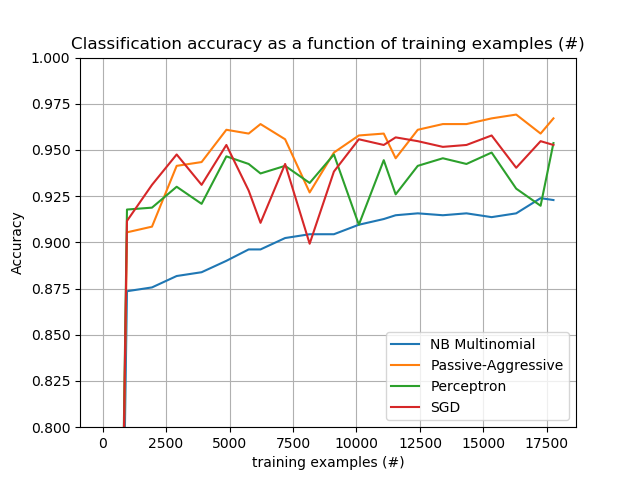 Classification accuracy as a function of training examples (#)
1.000
0.975
0.950
0.925
0.900
0.875
0.850
0.825
0.800
Accuracy
NB Multinomial
Passive-Aggressive
Perceptron
SGD
0 2500 5000 7500 10000 12500 15000 17500
training examples (#)